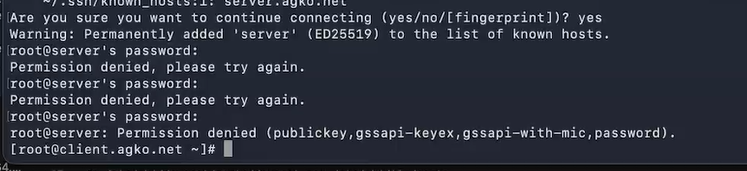 ~/.ssh/known_hosts:1: server.agko.net
Are you sure you want to continue connecting (yes/no/[fingerprint])? yes
Warning: Permanently added 'server' (ED25519) to the list of known hosts.
[root@server's password:
Permission denied, please try again.
[root@server's password:
Permission denied, please try again.
[root@server's password:
root@server: Permission denied (publickey,gssapi-keyex,gssapi-with-mic,password).
[root@client.agko.net ~]#